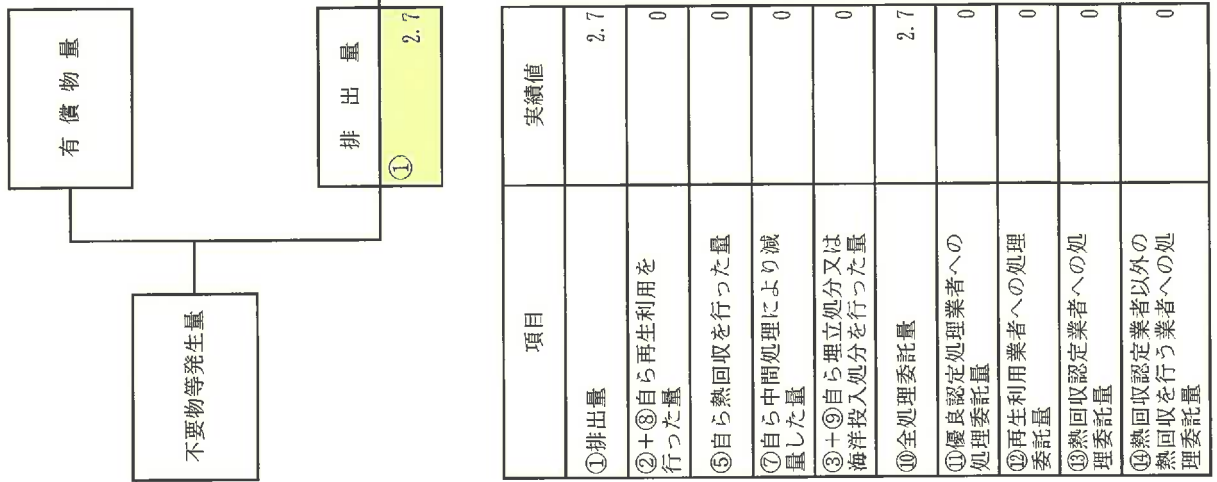 有償物量
不要物等発生量
排出量
①
2.7
項目
実績値
①排出量
2.7
②+⑧自ら再生利用を
行った量
0
⑤自ら熱回収を行った量
0
⑦自ら中間処理により減
量した量
0
③+⑨自ら埋立処分又は
海洋投入処分を行った量
0
⑩全処理委託量
2.7
⑪優良認定処理業者への
処理委託量
0
⑫再生利用業者への処理
委託量
0
⑬熱回収認定業者への処
理委託量
0
⑭熱回収認定業者以外の
熱回収を行う業者への処
理委託量
0